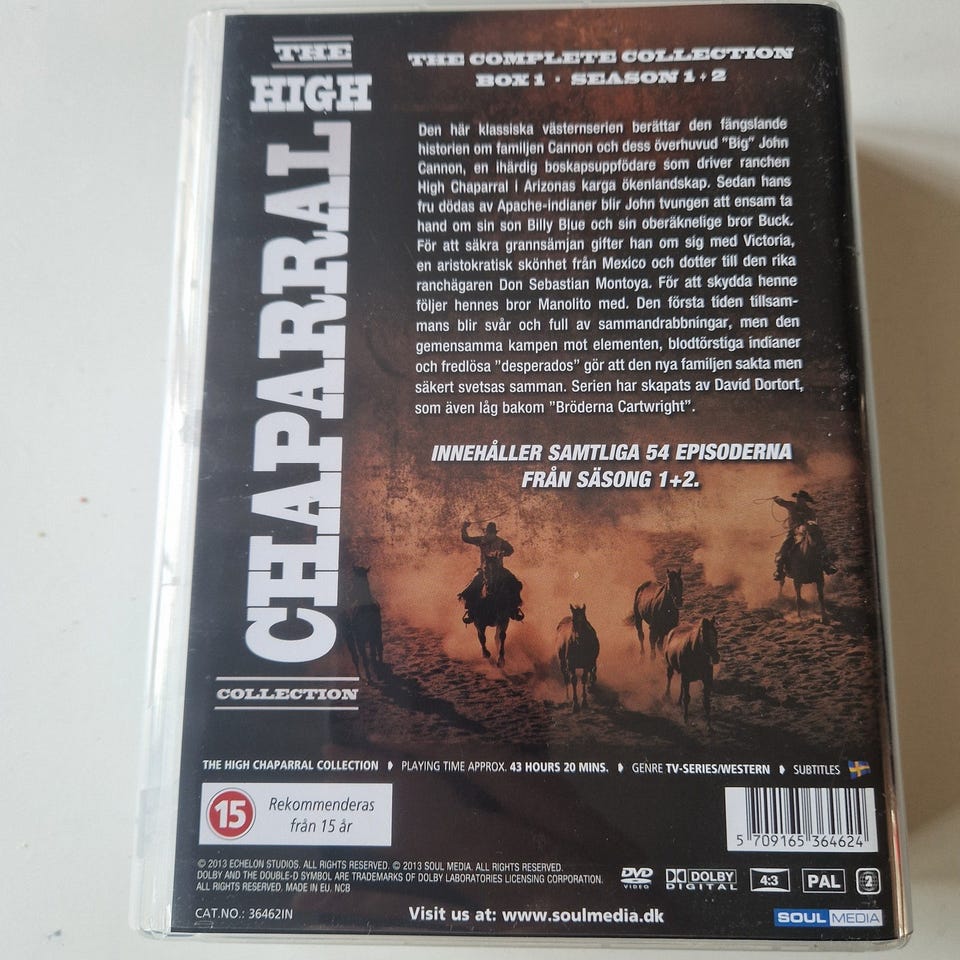 THE
HIGH
CHAPARRAL
COLLECTION
THE COMPLETE COLLECTION
BOX 1 · SEASON 1+2
Den här klassiska västernserien berättar den fängslande
historien om familjen Cannon och dess överhuvud "Big" John
Cannon, en ihärdig boskapsuppfödare som driver ranchen
High Chaparral i Arizonas karga ökenlandskap. Sedan hans
fru dödas av Apache-indianer blir John tvungen att ensam ta
hand om sin son Billy Blue och sin oberäknelige bror Buck.
För att säkra grannsämjan gifter han om sig med Victoria,
en aristokratisk skönhet från Mexico och dotter till den rika
ranchägaren Don Sebastian Montoya. För att skydda henne
följer hennes bror Manolito med. Den första tiden tillsam-
mans blir svår och full av sammandrabbningar, men den
gemensamma kampen mot elementen, blodtörstiga indianer
och fredlösa "desperados" gör att den nya familjen sakta men
säkert svetsas samman. Serien har skapats av David Dortort,
som även låg bakom "Bröderna Cartwright".
INNEHÅLLER SAMTLIGA 54 EPISODERNA
FRÅN SÄSONG 1+2.
THE HIGH CHAPARRAL COLLECTION PLAYING TIME APPROX. 43 HOURS 20 MINS. GENRE TV-SERIES/WESTERN SUBTITLES
15 Rekommenderas
från 15 år
5 709165 364624
© 2013 ECHELON STUDIOS. ALL RIGHTS RESERVED. © 2013 SOUL MEDIA. ALL RIGHTS RESERVED.
DOLBY AND THE DOUBLE-D SYMBOL ARE TRADEMARKS OF DOLBY LABORATORIES LICENSING CORPORATION.
ALL RIGHTS RESERVED. MADE IN EU. NCB
DVD
VIDEO
DOLBY
DIGITAL
4:3
PAL
2
CAT.NO.: 36462IN
Visit us at: www.soulmedia.dk
SOUL MEDIA